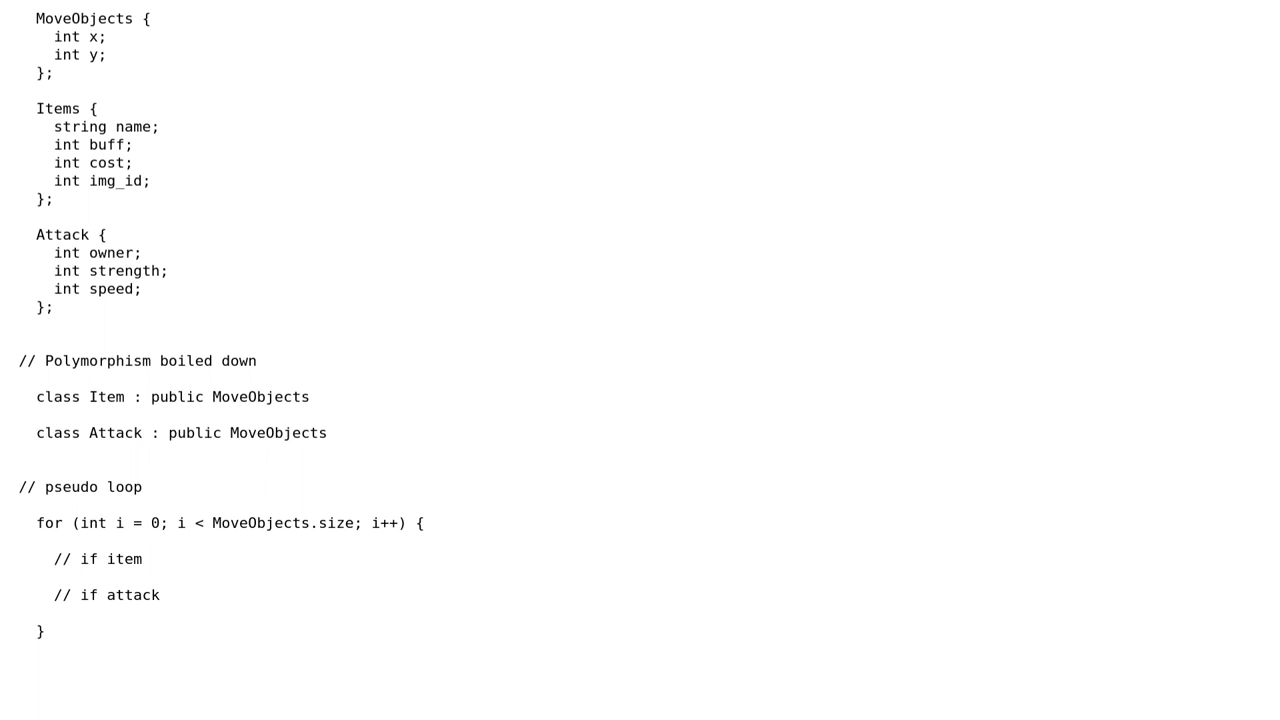 MoveObjects {
int x;
int y;
};
Items {
string name;
int buff;
int cost;
int img_id;
};
Attack {
int owner;
int strength;
int speed;
};
// Polymorphism boiled down
class Item : public MoveObjects
class Attack : public MoveObjects
// pseudo loop
for (int i = 0; i < MoveObjects.size; i++) {
// if item
// if attack
}